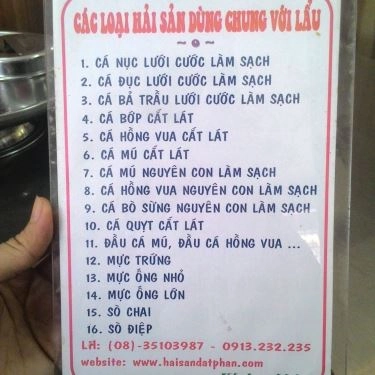 CÁC LOẠI HẢI SẢN DÙNG CHUNG VỚI LẨU
1. CÁ NỤC LƯỠI CƯỚC LÀM SẠCH
2. CÁ ĐỤC LƯỠI CƯỚC LÀM SẠCH
3. CÁ BẢ TRẦU LƯỚI CƯỚC LÀM SẠCH
4. CÁ BỚP CẮT LÁT
5. CÁ HỒNG VUA CẮT LÁT
6. CÁ MÚ CẤT LÁT
7. CÁ MÚ NGUYÊN CON LÀM SẠCH
8. CÁ HỒNG VUA NGUYÊN CON LÀM SẠCH
9. CÁ BÒ SỪNG NGUYÊN CON LÀM SẠCH
10. CÁ QUỴT CẮT LÁT
11. ĐẦU CÁ MÚ, ĐẦU CÁ HỒNG VUA ...
12. MỰC TRỨNG
13. MỰC ỐNG NHỎ
14. MỰC ỐNG LỚN
15. SÒ CHAI
16. SÒ ĐIỆP
LH: (08)-35103987 - 0913.232.235
website: www.haisandatphan.com